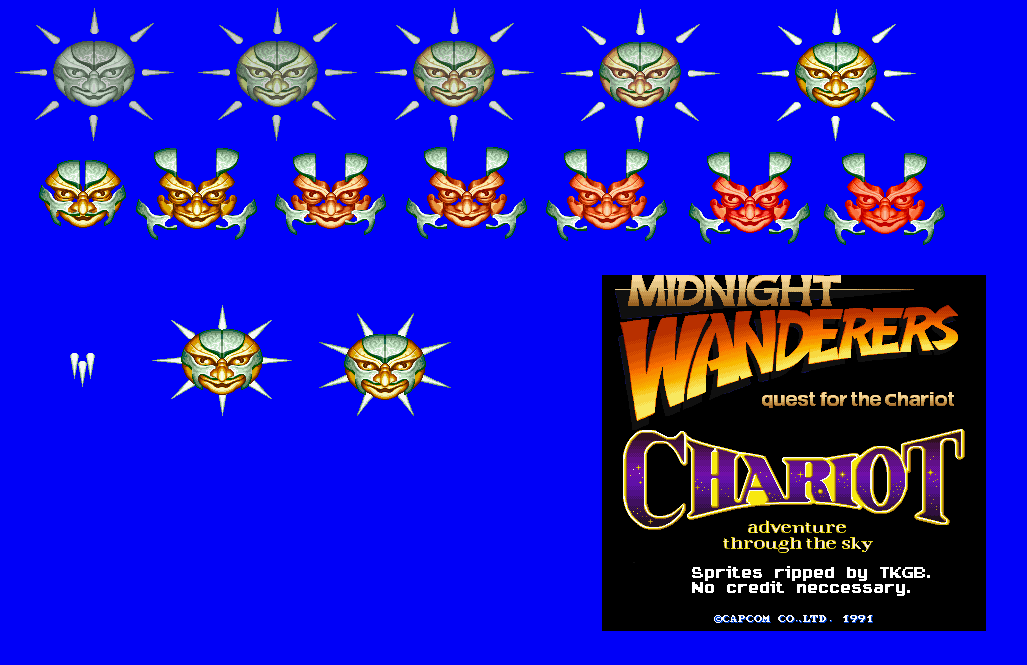 MIDNIGHT
WANDERERS
quest for the Chariot
CHARIOT
adventure
through the sky
Sprites ripped by TKGB.
No credit neccessary.
©CAPCOM CO.,LTD. 1991